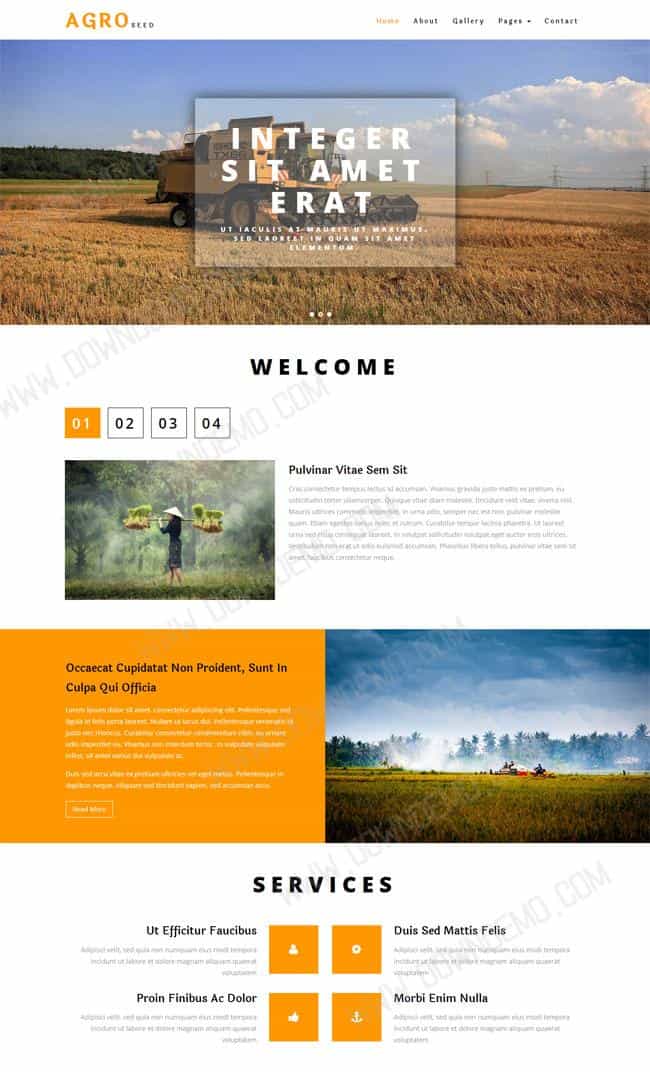 AGRO SEED
Home About Gallery Pages Contact
INTEGER
SIT AMET
ERAT
UT IACULIS AT MAURIS UT MAXIMUS,
SED LAOREET IN QUAM SIT AMET
ELEMENTUM.
WELCOME
01 02 03 04
Pulvinar Vitae Sem Sit
Cras consectetur tempus lectus id accumsan. Vivamus gravida justo mattis ex pretium, eu
sollicitudin tortor ullamcorper. Quisque vitae diam molestie, tincidunt velit vitae, viverra nisl.
Mauris ultrices commodo imperdiet. In urna odio, semper nec est non, pulvinar molestie
quam. Etiam egestas varius nunc et rutrum. Curabitur tempor lacinia pharetra. Ut laoreet
urna sed risus consequat laoreet. In volutpat sollicitudin volutpat eget auctor eros ultrices,
Vestibulum non erat ut odio euismod accumsan. Phasellus libero tellus, pulvinar vitae sem sit
amet, faucibus consectetur neque.
Occaecat Cupidatat Non Proident, Sunt In
Culpa Qui Officia
Lorem ipsum dolor sit amet, consectetur adipiscing elit. Pellentesque sed
ligula id felis porta laoreet. Nullam ut lacus dui. Pellentesque venenatis id
justo nec rhoncus. Curabitur condimentum nibh, eu ornare
odio imperdiet eu. Vivamus non interdum tortor. In vulputate vulputate
tellus, sit amet varius dui vulputate at.
Duis sed arcu vitae ex pretium ultricies vel eget metus. Pellentesque in
dapibus neque. Aliquam sed tincidunt sapien, sed accumsan arcu.
Read More
SERVICES
Ut Efficitur Faucibus
Adipisci velit, sed quia non numquam eius modi tempora
incidunt ut labore et dolore magnam aliquam quaerat
voluptatem
Duis Sed Mattis Felis
Adipisci velit, sed quia non numquam eius modi tempora
incidunt ut labore et dolore magnam aliquam quaerat
voluptatem
Proin Finibus Ac Dolor
Adipisci velit, sed quia non numquam eius modi tempora
incidunt ut labore et dolore magnam aliquam quaerat
voluptatem
Morbi Enim Nulla
Adipisci velit, sed quia non numquam eius modi tempora
incidunt ut labore et dolore magnam aliquam quaerat
voluptatem
WWW.DOWNDEMO.COM